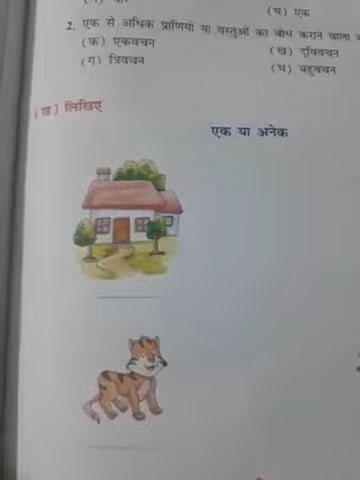 (घ) एक
2. एक से अधिक प्राणियों या वस्तुओं का बोध कराने वाला
(क) एकवचन (ख) द्विवचन
(ग) त्रिवचन (घ) बहुवचन
(ख) लिखिए
एक या अनेक